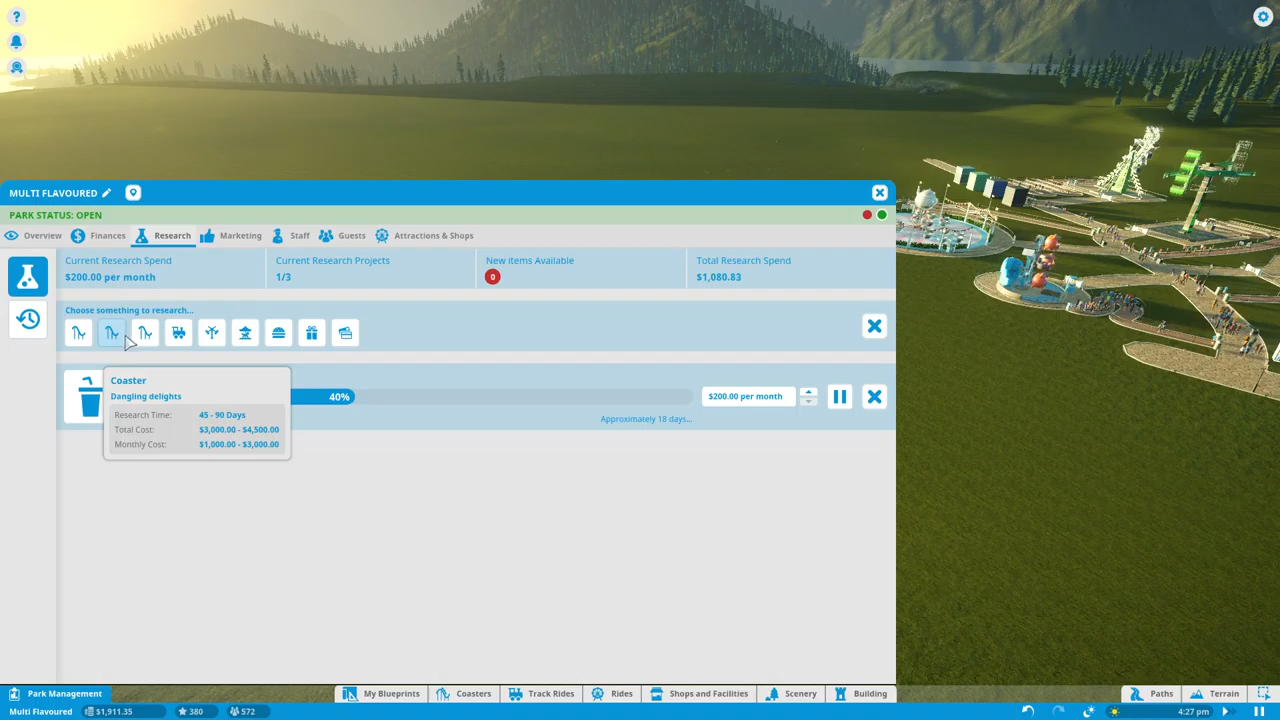 MULTI FLAVOURED
PARK STATUS: OPEN
Overview
Finances
Research
Marketing
Staff
Guests
Attractions & Shops
Current Research Spend
$200.00 per month
Current Research Projects
1/3
New items Available
0
Total Research Spend
$1,080.83
Choose something to research...
40%
$200.00 per month
Approximately 18 days...
Coaster
Dangling delights
Research Time: 45 - 90 Days
Total Cost: $3,000.00 - $4,500.00
Monthly Cost: $1,000.00 - $3,000.00
Park Management
My Blueprints
Coasters
Track Rides
Rides
Shops and Facilities
Scenery
Building
Paths
Terrain
Multi Flavoured
$1,911.35
380
572
4:27 pm